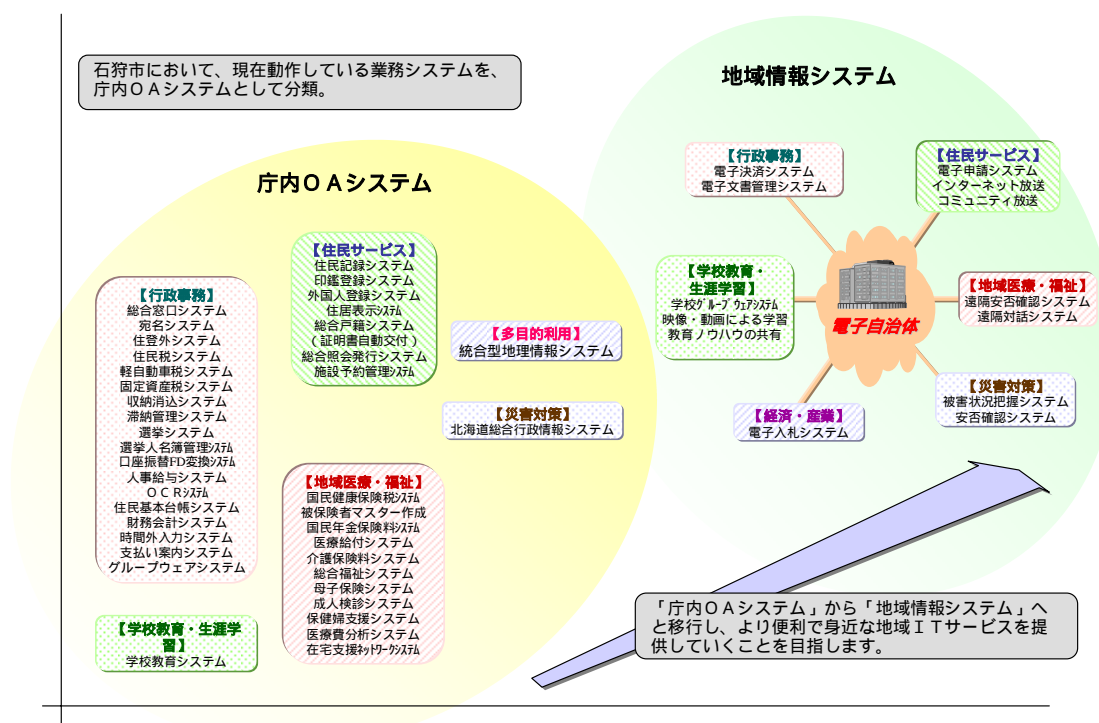 石狩市において、現在動作している業務システムを、
庁内ＯＡシステムとして分類。
地域情報システム
庁内ＯＡシステム
【行政事務】
電子決済システム
電子文書管理システム
【住民サービス】
電子申請システム
インターネット放送
コミュニティ放送
【学校教育・
生涯学習】
学校ｸﾞﾙｰﾌﾟｳｪｱｼｽﾃﾑ
映像・動画による学習
教育ノウハウの共有
電子自治体
【地域医療・福祉】
遠隔安否確認システム
遠隔対話システム
【経済・産業】
電子入札システム
【災害対策】
被害状況把握システム
安否確認システム
【行政事務】
総合窓口システム
宛名システム
住登外システム
住民税システム
軽自動車税システム
固定資産税システム
収納消込システム
滞納管理システム
選挙システム
選挙人名簿管理ｼｽﾃﾑ
口座振替FD変換ｼｽﾃﾑ
人事給与システム
ＯＣＲｼｽﾃﾑ
住民基本台帳システム
財務会計システム
時間外入力システム
支払い案内システム
グループウェアシステム
【住民サービス】
住民記録システム
印鑑登録システム
外国人登録システム
住居表示ｼｽﾃﾑ
総合戸籍システム
（証明書自動交付）
総合照会発行システム
施設予約管理ｼｽﾃﾑ
【多目的利用】
統合型地理情報システム
【災害対策】
北海道総合行政情報システム
【地域医療・福祉】
国民健康保険税ｼｽﾃﾑ
被保険者マスター作成
国民年金保険料ｼｽﾃﾑ
医療給付システム
介護保険料システム
総合福祉システム
母子保険システム
成人検診システム
保健婦支援システム
医療費分析システム
在宅支援ﾈｯﾄﾜｰｸｼｽﾃﾑ
【学校教育・生涯学
習】
学校教育システム
「庁内ＯＡシステム」から「地域情報システム」へ
と移行し、より便利で身近な地域ＩＴサービスを提
供していくことを目指します。